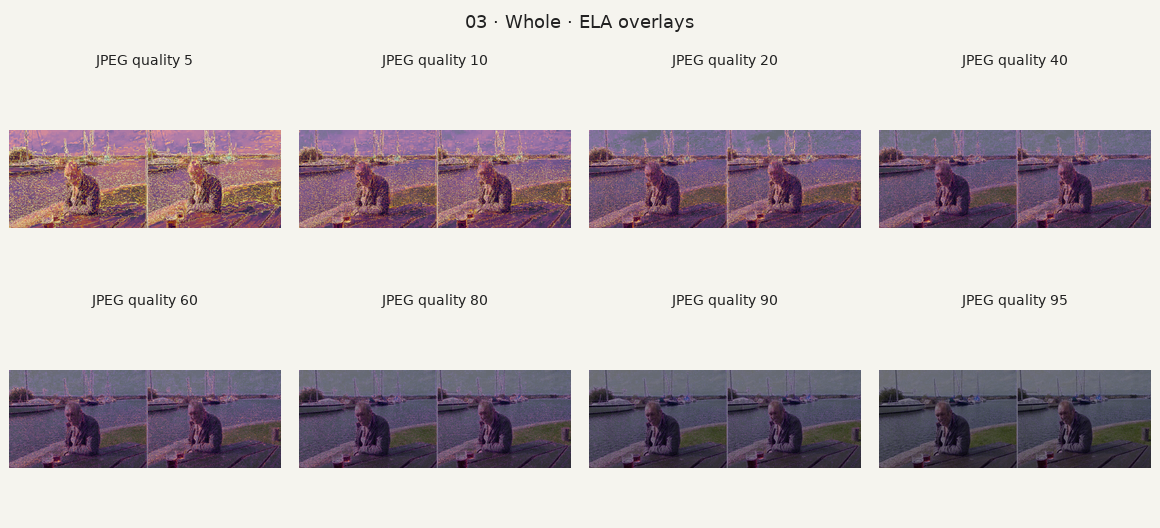 03 · Whole · ELA overlays
JPEG quality 5
JPEG quality 10
JPEG quality 20
JPEG quality 40
JPEG quality 60
JPEG quality 80
JPEG quality 90
JPEG quality 95